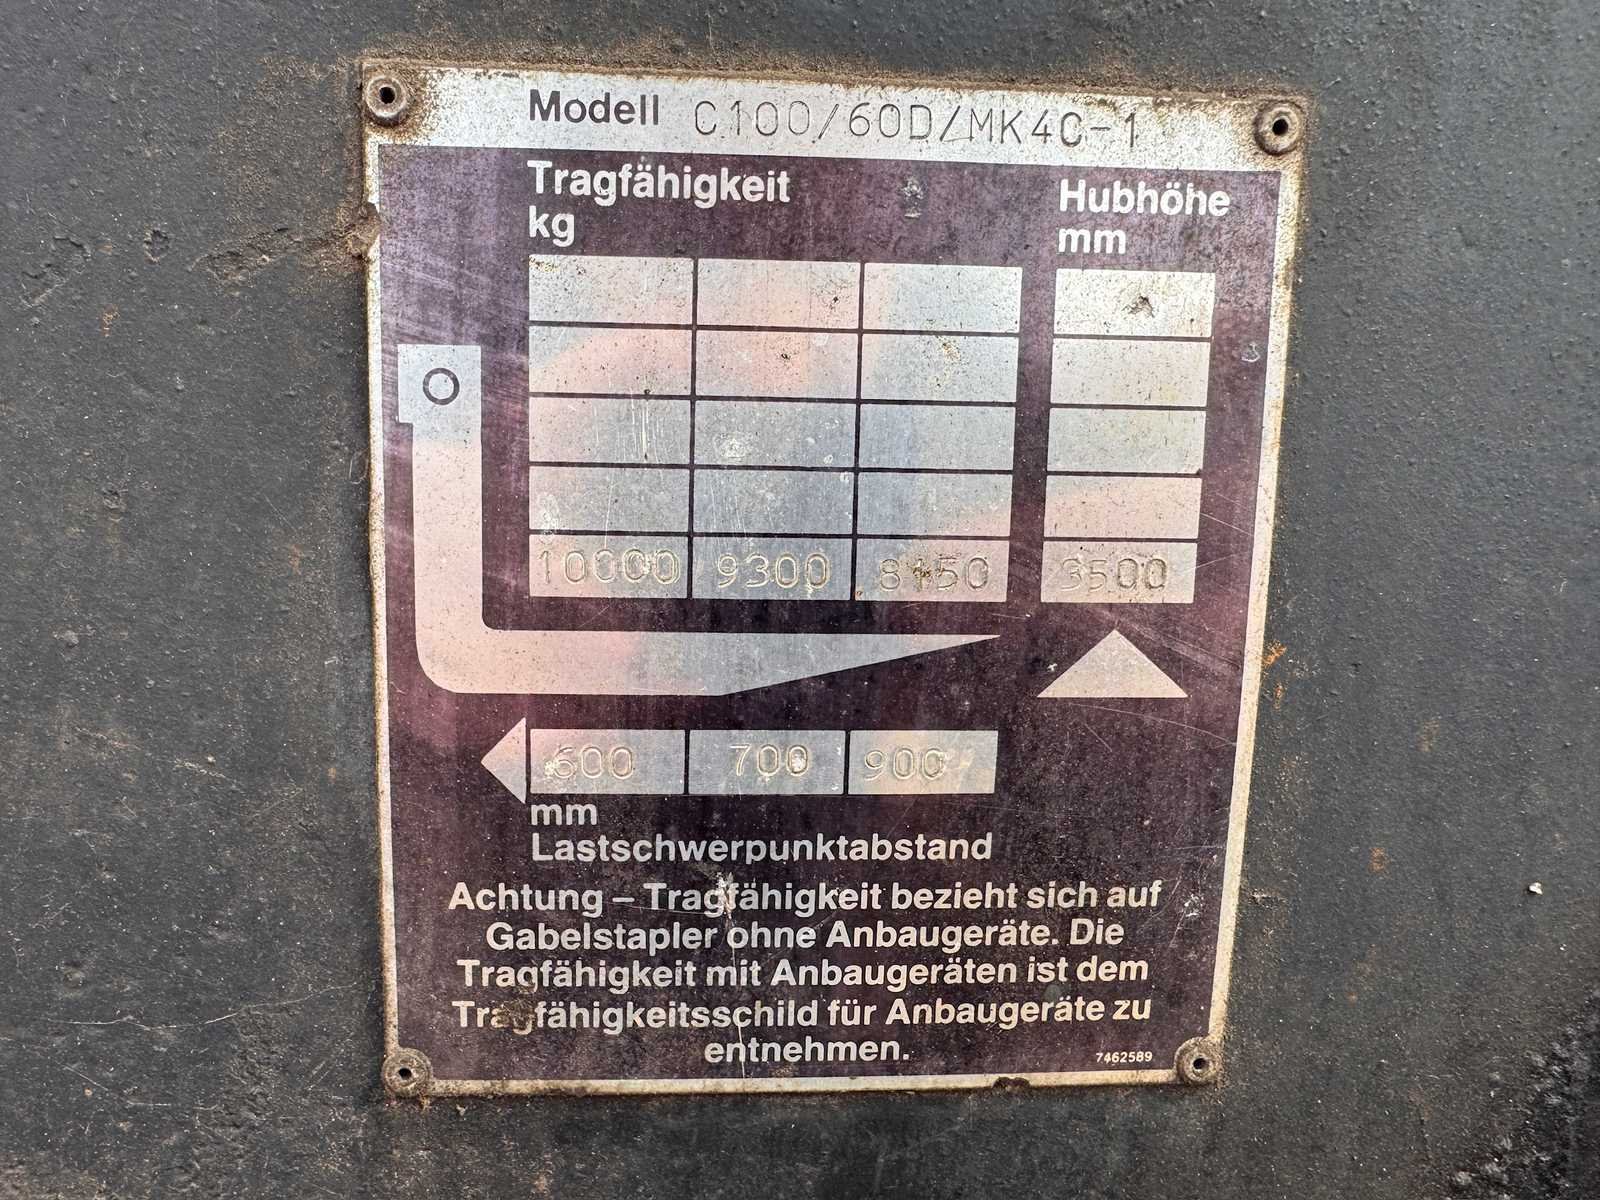 Modell C100/60D/MK4C-1
Tragfähigkeit
kg
Hubhöhe
mm
10000 9300 8150 3500
600 700 900
mm
Lastschwerpunktabstand
Achtung – Tragfähigkeit bezieht sich auf
Gabelstapler ohne Anbaugeräte. Die
Tragfähigkeit mit Anbaugeräten ist dem
Tragfähigkeitsschild für Anbaugeräte zu
entnehmen.
7462589